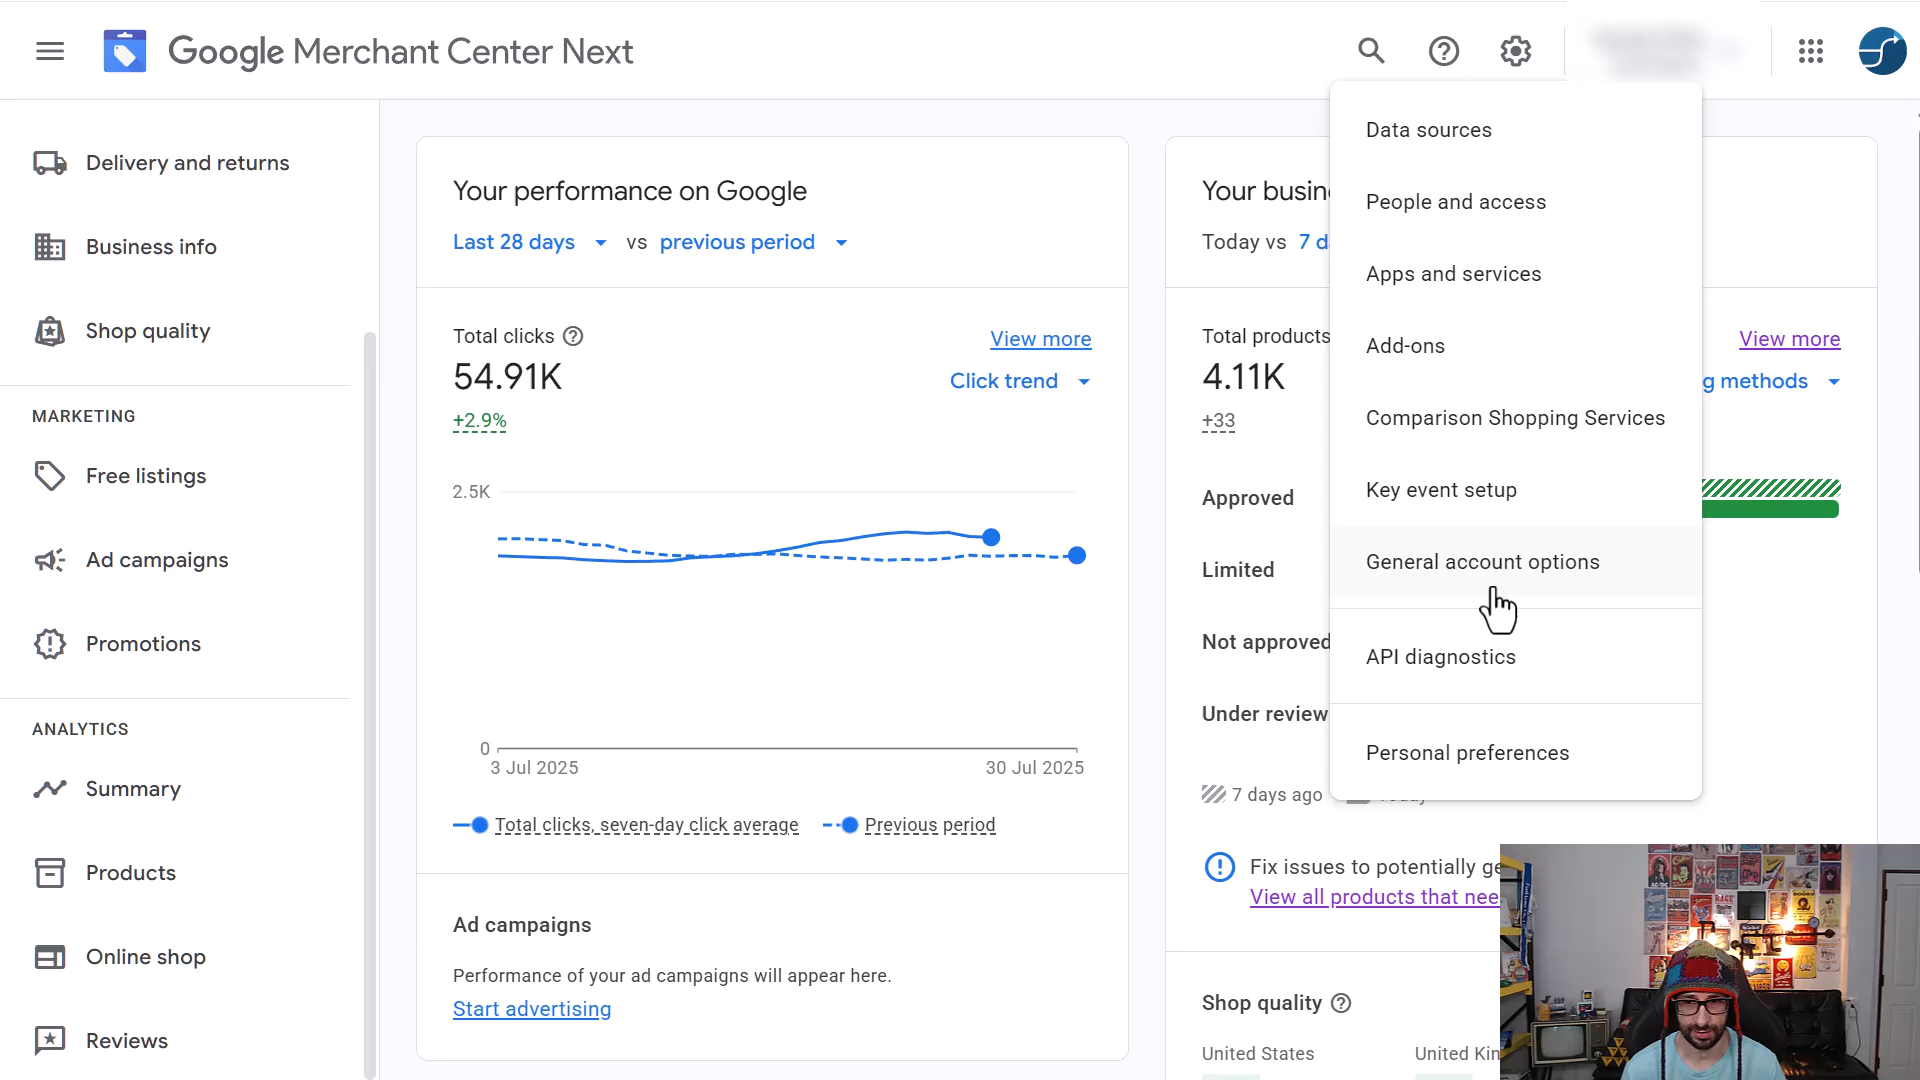 Google Merchant Center Next
Delivery and returns
Business info
Shop quality
MARKETING
Free listings
Ad campaigns
Promotions
ANALYTICS
Summary
Products
Online shop
Reviews
Your performance on Google
Last 28 days vs previous period
Total clicks
View more
54.91K
Click trend
+2.9%
2.5K
0
3 Jul 2025
30 Jul 2025
Total clicks, seven-day click average
Previous period
Ad campaigns
Performance of your ad campaigns will appear here.
Start advertising
Your busin
Today vs 7 d
Total products
View more
4.11K
g methods
+33
Approved
Limited
Not approved
Under review
7 days ago
Fix issues to potentially ge
View all products that nee
Shop quality
United States
United Kin
Data sources
People and access
Apps and services
Add-ons
Comparison Shopping Services
Key event setup
General account options
API diagnostics
Personal preferences